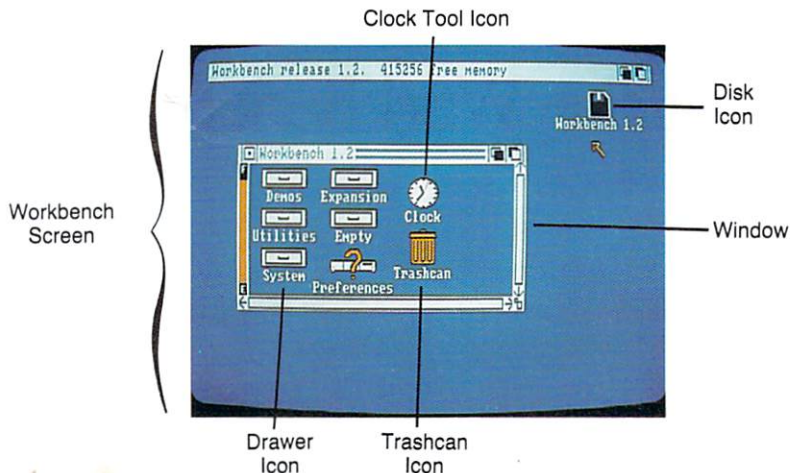 Clock Tool Icon
Workbench release 1.2. 415256 free memory
Disk
Icon
Workbench 1.2
Workbench 1.2
Demos Expansion
Clock
Utilities Empty
System Preferences Trashcan
Workbench
Screen
Window
Drawer
Icon
Trashcan
Icon